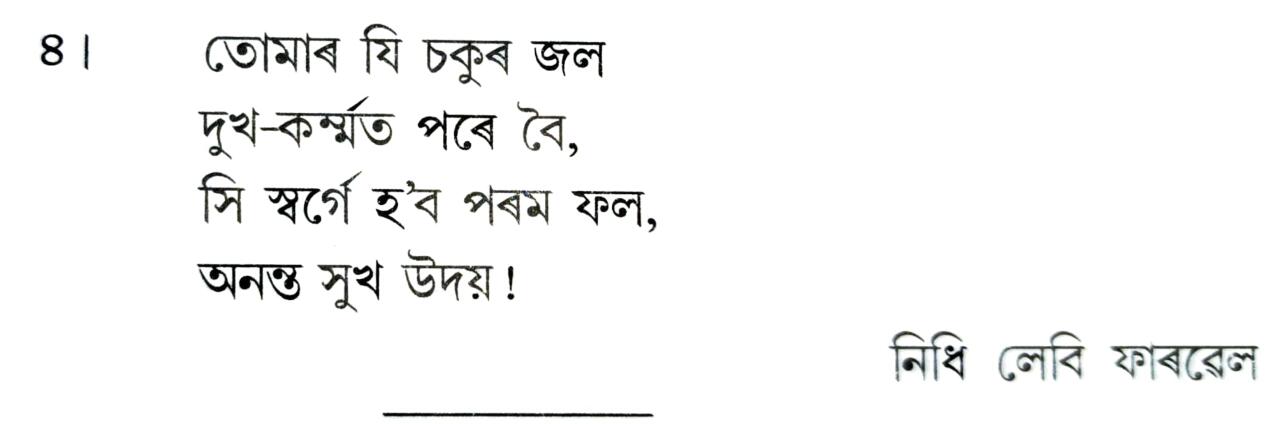 ৪। তোমাৰ যি চকুৰ জল
দুখ-কৰ্ম্মত পৰে বৈ,
সি স্বৰ্গে হ'ব পৰম ফল,
অনন্ত সুখ উদয়!
নিধি লেবি ফাৰৱেল